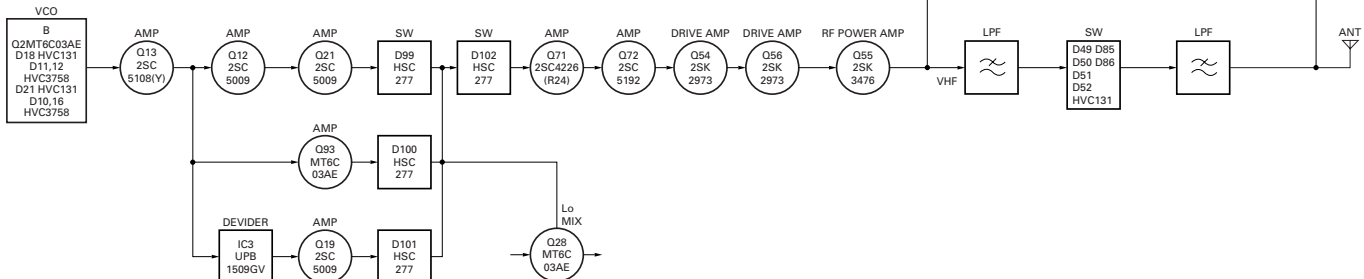 VCO
B
Q2MT6C03AE
D18 HVC131
D11,12
HVC3758
D21 HVC131
D10,16
HVC3758
AMP
Q13
2SC
5108(Y)
AMP
Q12
2SC
5009
AMP
Q21
2SC
5009
SW
D99
HSC
277
SW
D102
HSC
277
AMP
Q71
2SC4226
(R24)
AMP
Q72
2SC
5192
DRIVE AMP
Q54
2SK
2973
DRIVE AMP
Q56
2SK
2973
RF POWER AMP
Q55
2SK
3476
VHF
LPF
SW
D49 D85
D50 D86
D51
D52
HVC131
LPF
ANT
AMP
Q93
MT6C
03AE
D100
HSC
277
DEVIDER
IC3
UPB
1509GV
AMP
Q19
2SC
5009
D101
HSC
277
Lo
MIX
Q28
MT6C
03AE